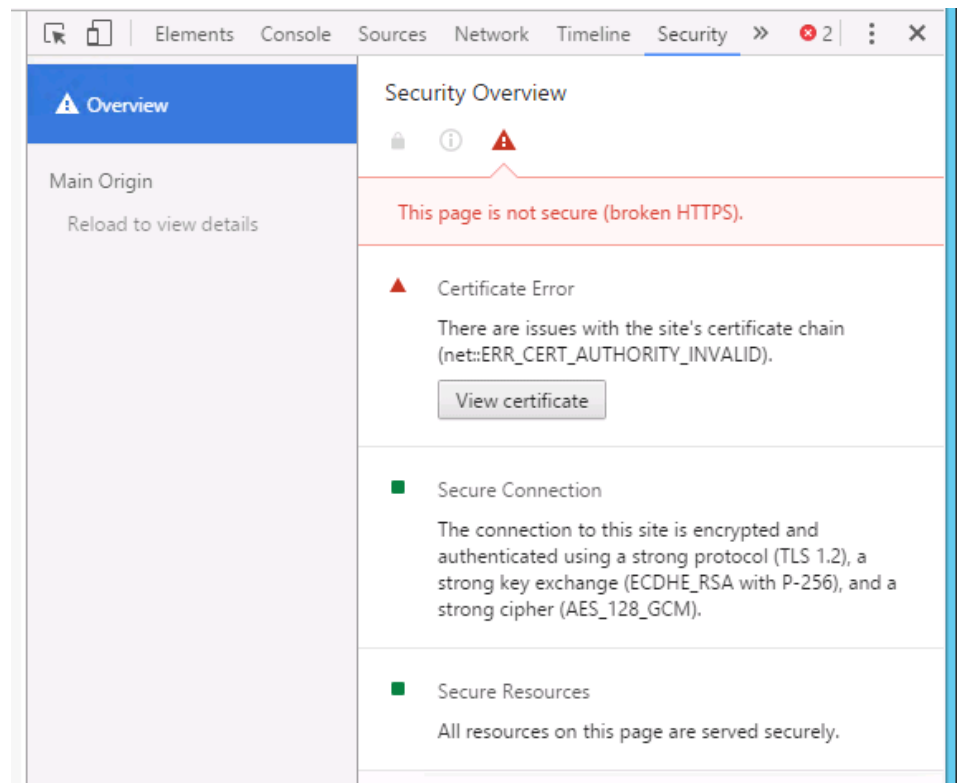 Elements Console Sources Network Timeline Security » 2
Overview
Main Origin
Reload to view details
Security Overview
This page is not secure (broken HTTPS).
Certificate Error
There are issues with the site's certificate chain
(net::ERR_CERT_AUTHORITY_INVALID).
View certificate
Secure Connection
The connection to this site is encrypted and
authenticated using a strong protocol (TLS 1.2), a
strong key exchange (ECDHE_RSA with P-256), and a
strong cipher (AES_128_GCM).
Secure Resources
All resources on this page are served securely.